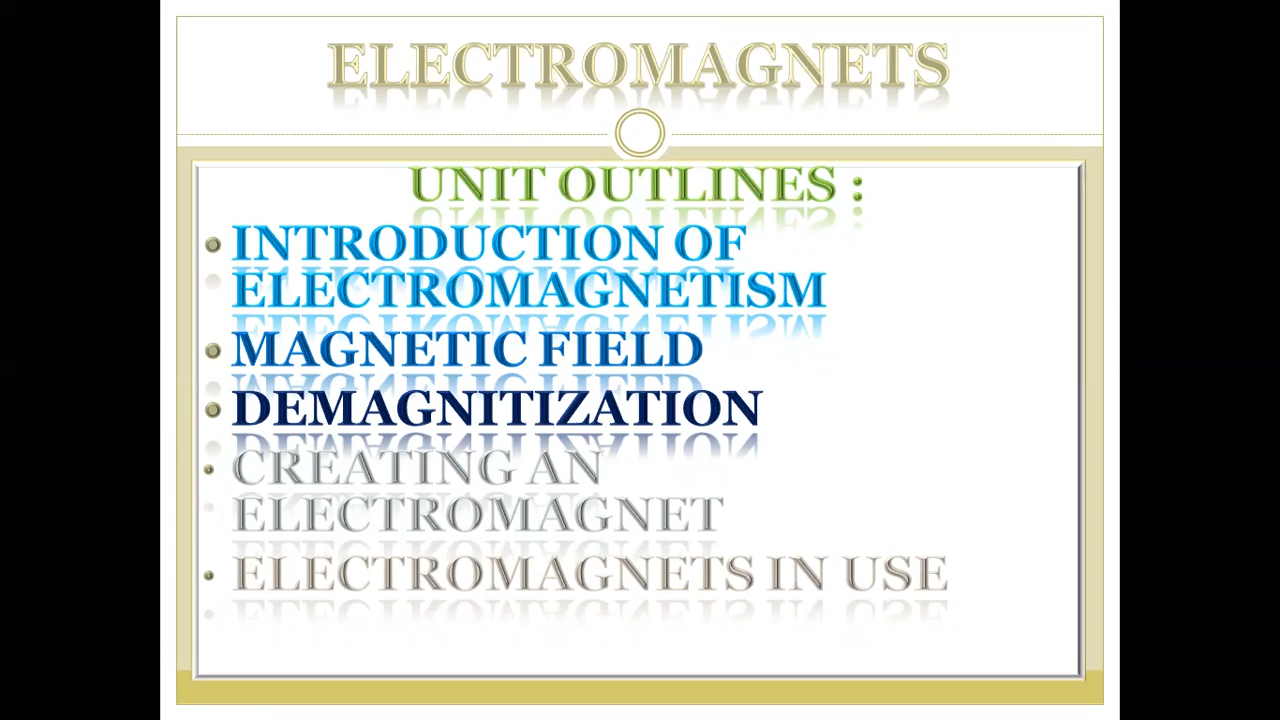 ELECTROMAGNETS
UNIT OUTLINES :
• INTRODUCTION OF
ELECTROMAGNETISM
• MAGNETIC FIELD
• DEMAGNITIZATION
• CREATING AN
ELECTROMAGNET
• ELECTROMAGNETS IN USE